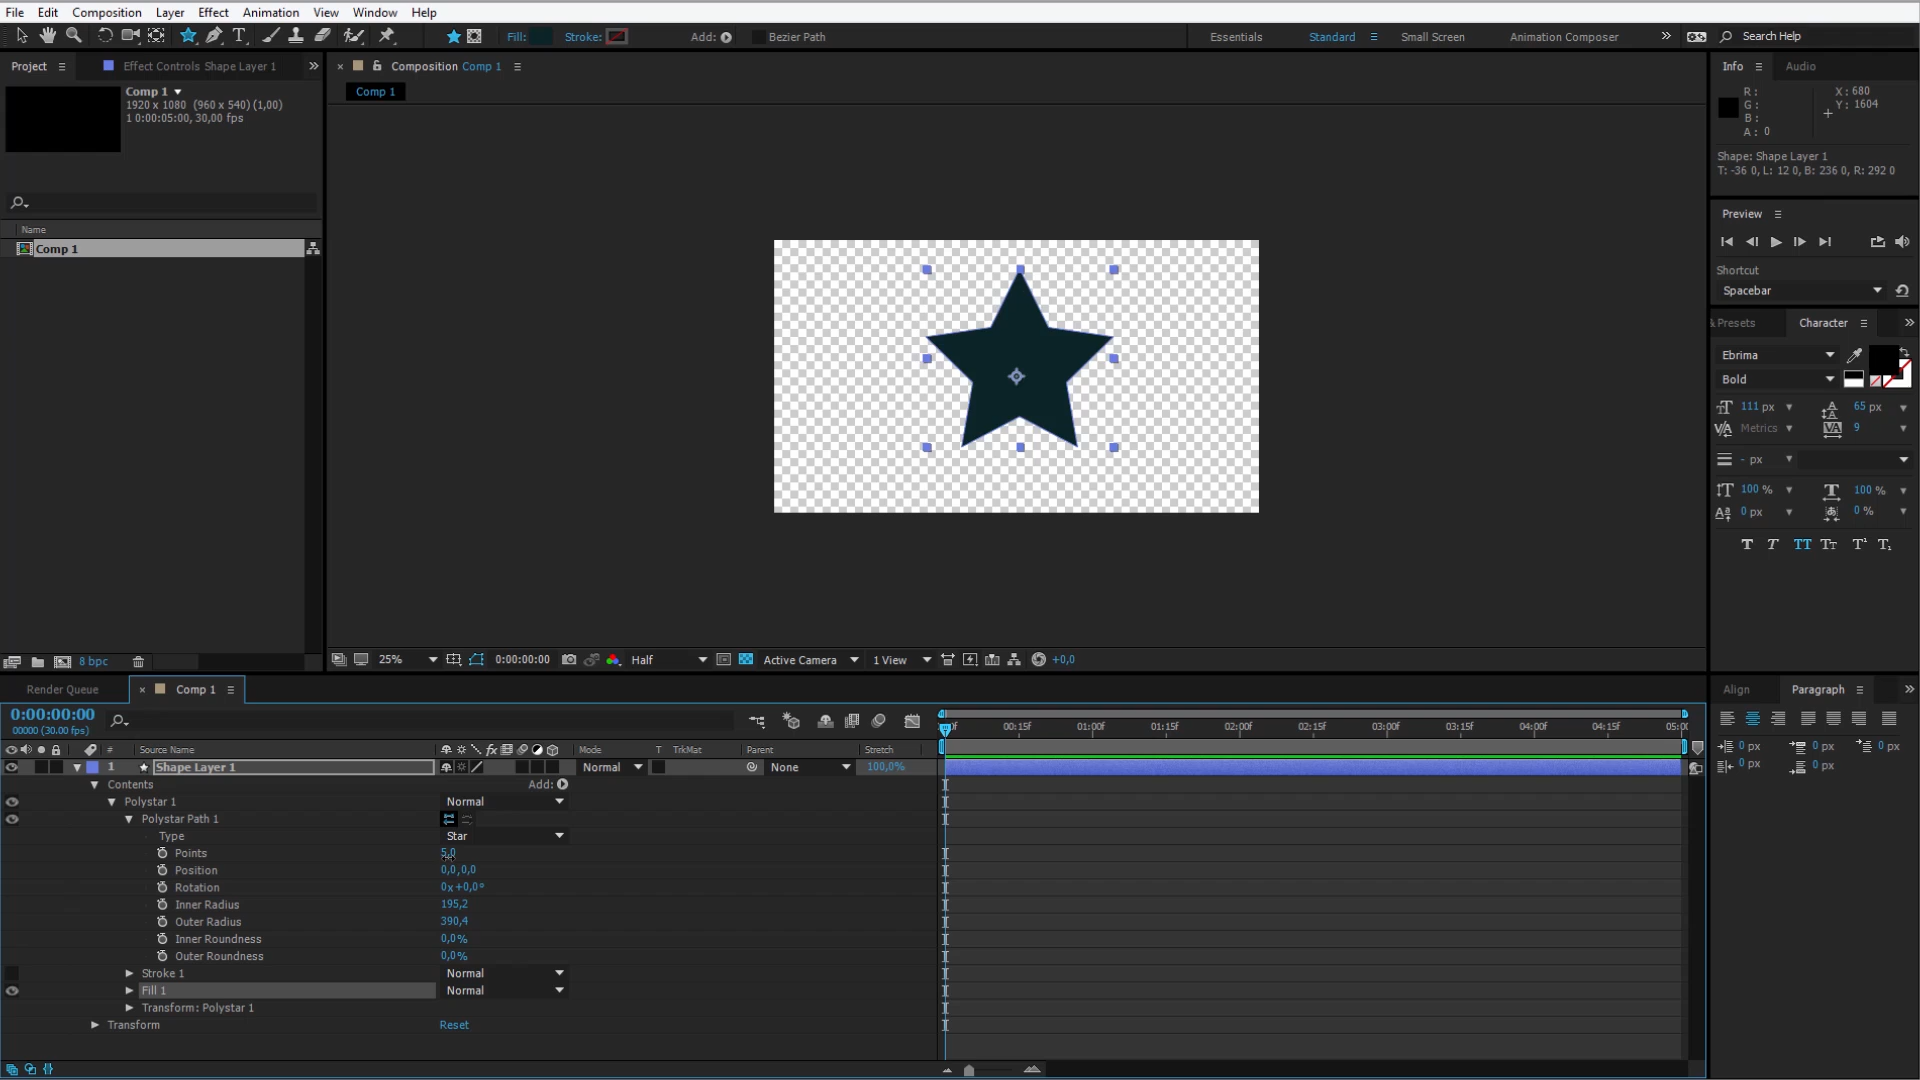 File Edit Composition Layer Effect Animation View Window Help
Fill: Stroke: Add: Bezier Path Essentials Standard Small Screen Animation Composer Search Help
Project Effect Controls Shape Layer 1
Comp 1
1920 x 1080 (960 x 540) (1,00)
1 0:00:05:00, 30,00 fps
Name
Comp 1
8 bpc
Composition Comp 1
Comp 1
25% 0:00:00:00 Half Active Camera 1 View +0,0
Info Audio
R: X: 680
G: Y: 1604
B:
A: 0
Shape: Shape Layer 1
T: -36 0, L: 12 0, B: 236 0, R: 292 0
Preview
Shortcut
Spacebar
& Presets Character
Ebrima
Bold
111 px 65 px
Metrics 9
- px
100 % 100 %
0 px 0 %
T T TT Tт T¹ T₁
Align Paragraph
0 px 0 px 0 px
0 px 0 px
Render Queue Comp 1
0:00:00:00
00000 (30.00 fps)
# Source Name Mode T TrkMat Parent Stretch
00:15f 01:00f 01:15f 02:00f 02:15f 03:00f 03:15f 04:00f 04:15f
1 Shape Layer 1 Normal None 100,0%
Contents Add:
Polystar 1 Normal
Polystar Path 1
Type Star
Points 5,0
Position 0,0,0,0
Rotation 0x+0,0°
Inner Radius 195,2
Outer Radius 390,4
Inner Roundness 0,0%
Outer Roundness 0,0%
Stroke 1 Normal
Fill 1 Normal
Transform: Polystar 1
Transform Reset